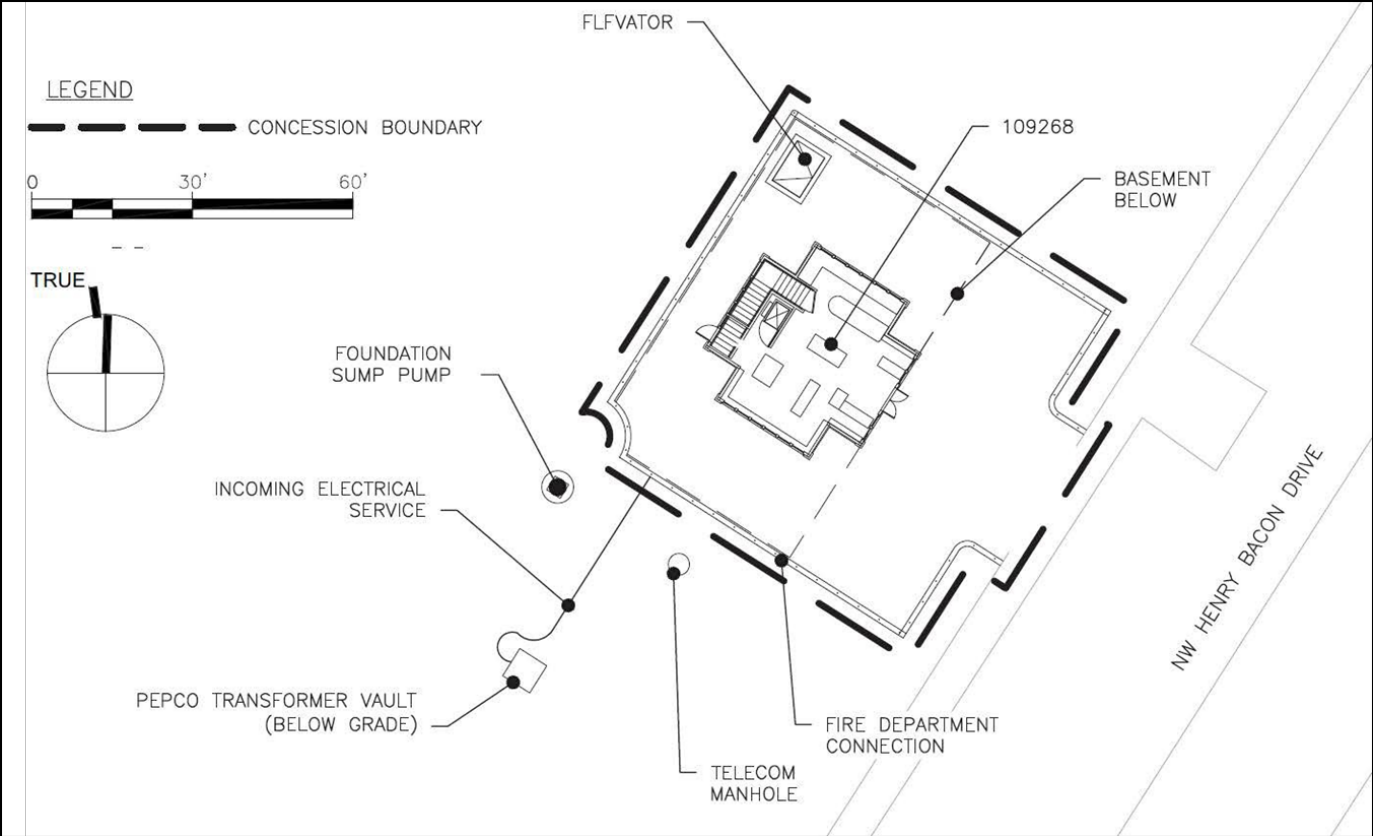 FLFVATOR
LEGEND
CONCESSION BOUNDARY
109268
0 30' 60'
BASEMENT
BELOW
TRUE
FOUNDATION
SUMP PUMP
INCOMING ELECTRICAL
SERVICE
NW HENRY BACON DRIVE
PEPCO TRANSFORMER VAULT
(BELOW GRADE)
FIRE DEPARTMENT
CONNECTION
TELECOM
MANHOLE